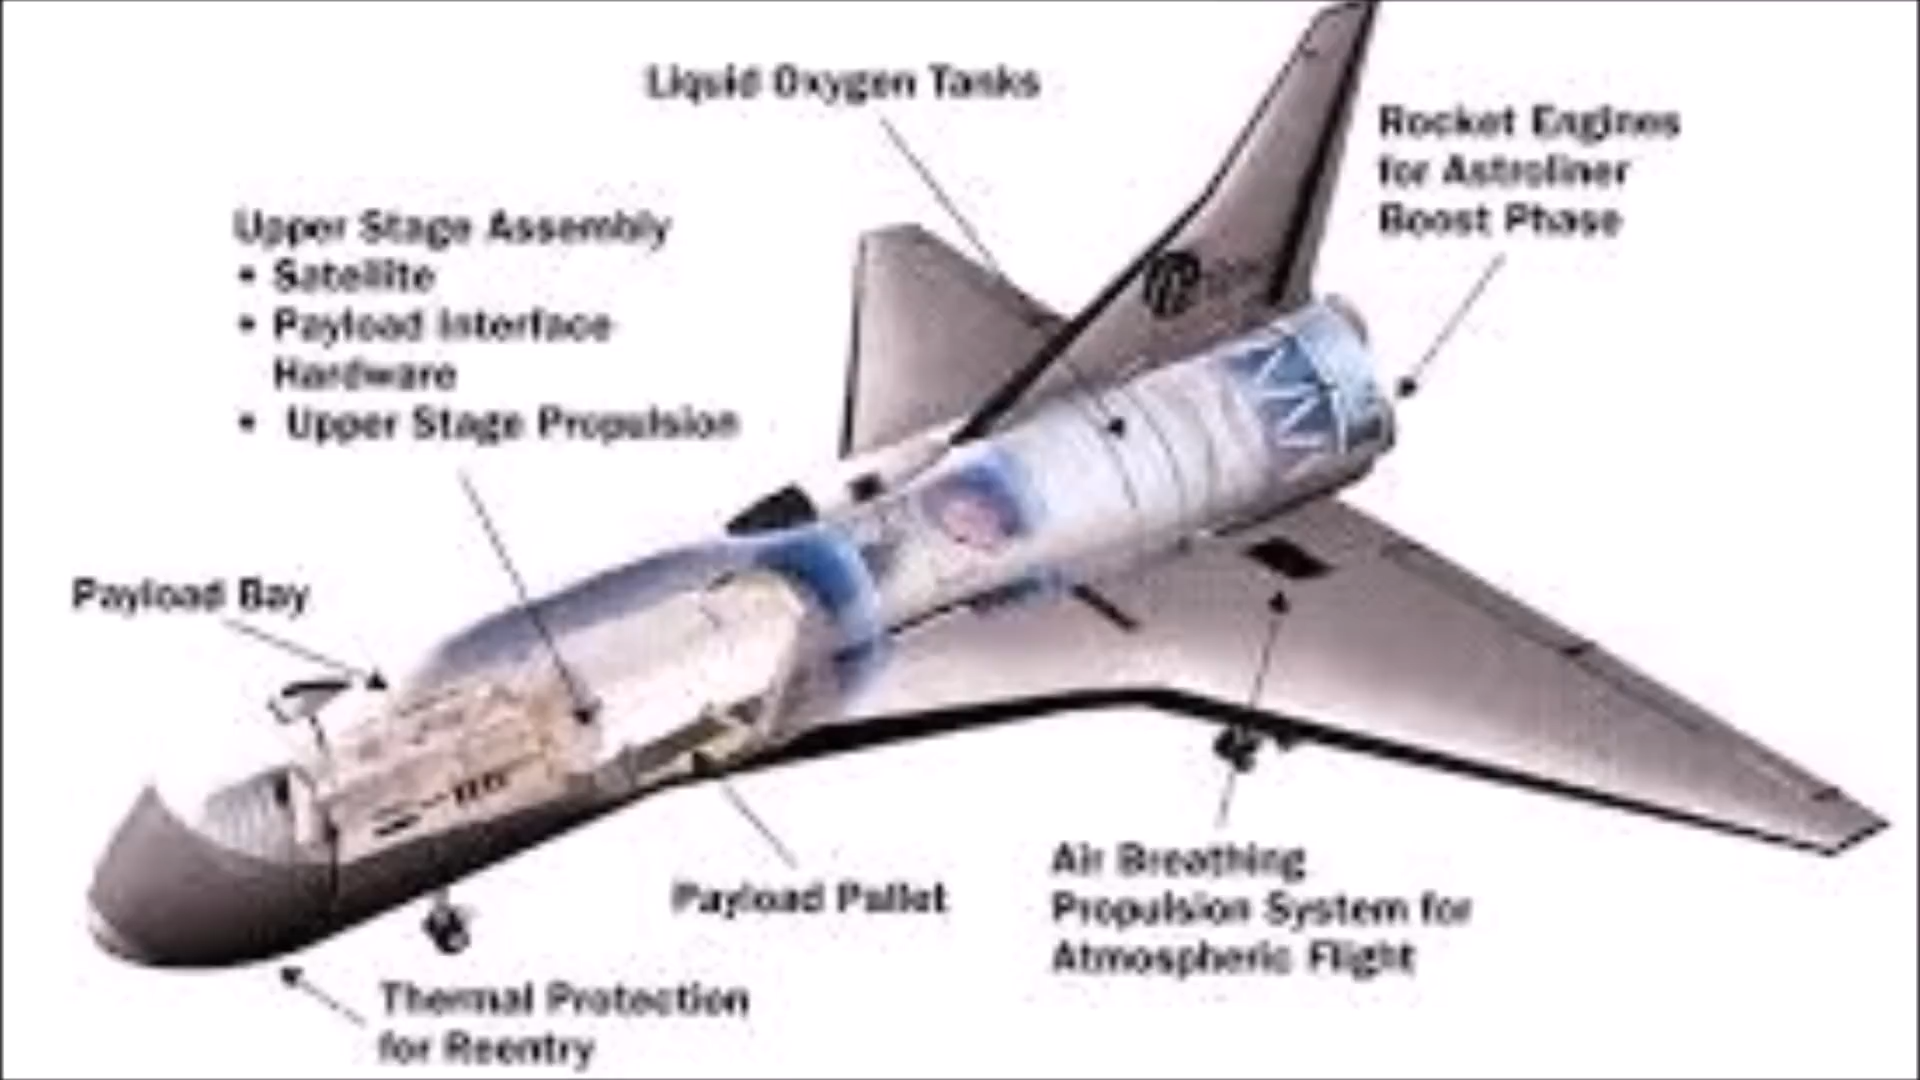 Liquid Oxygen Tanks
Rocket Engines
for Astroliner
Boost Phase
Upper Stage Assembly
• Satellite
• Payload Interface
Hardware
• Upper Stage Propulsion
Payload Bay
Payload Pallet
Air Breathing
Propulsion System for
Atmospheric Flight
Thermal Protection
for Reentry